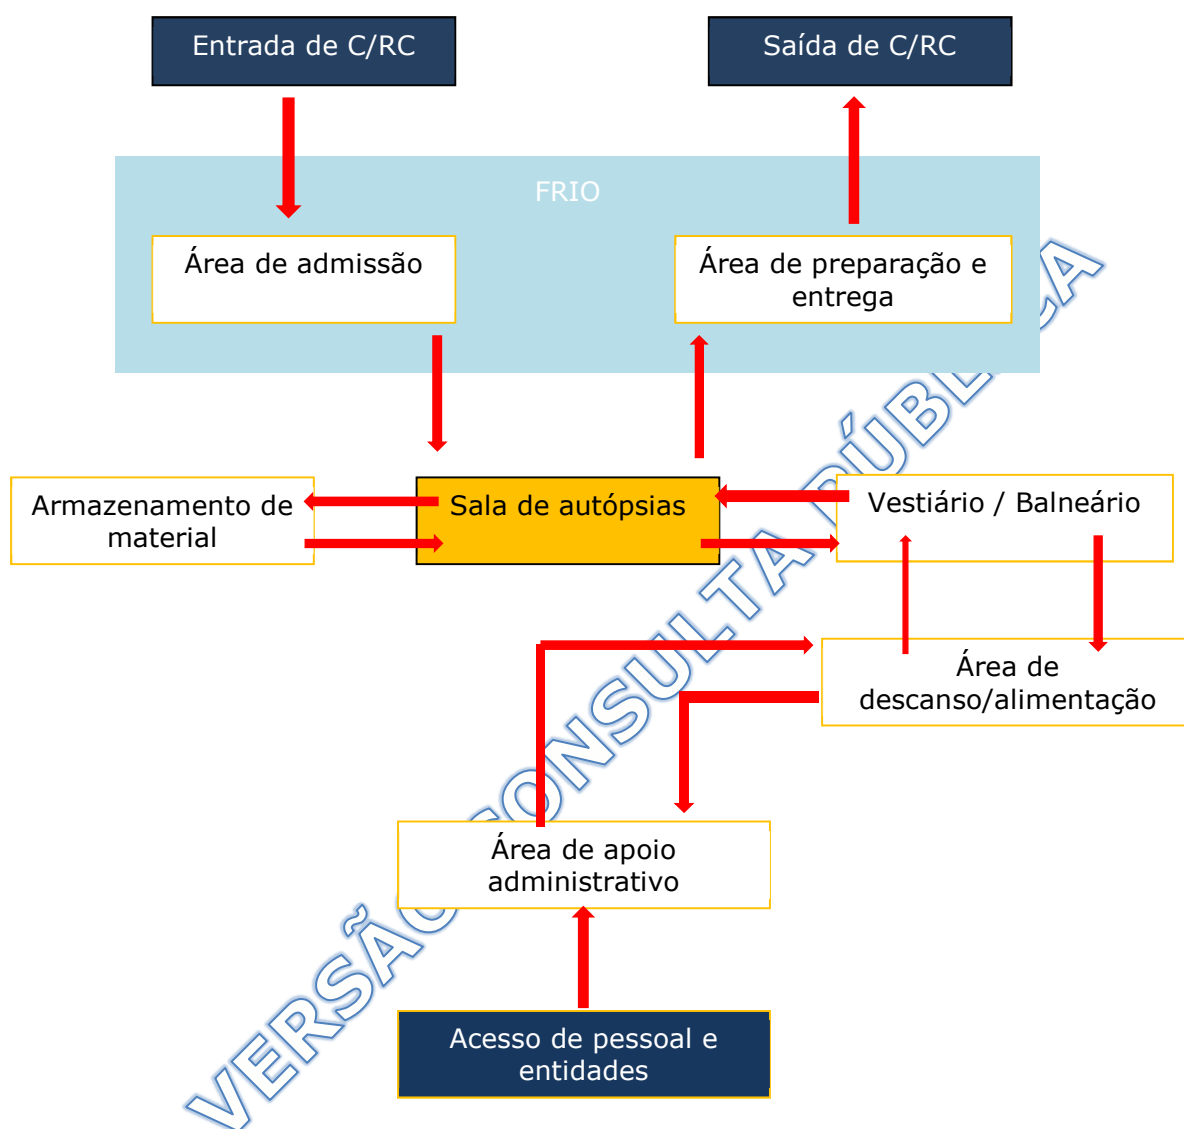 Entrada de C/RC
Saída de C/RC
FRIO
Área de admissão
Área de preparação e
entrega
Armazenamento de
material
Sala de autópsias
Vestiário / Balneário
Área de
descanso/alimentação
Área de apoio
administrativo
Acesso de pessoal e
entidades
VERSÃO CONSULTA PÚBLICA